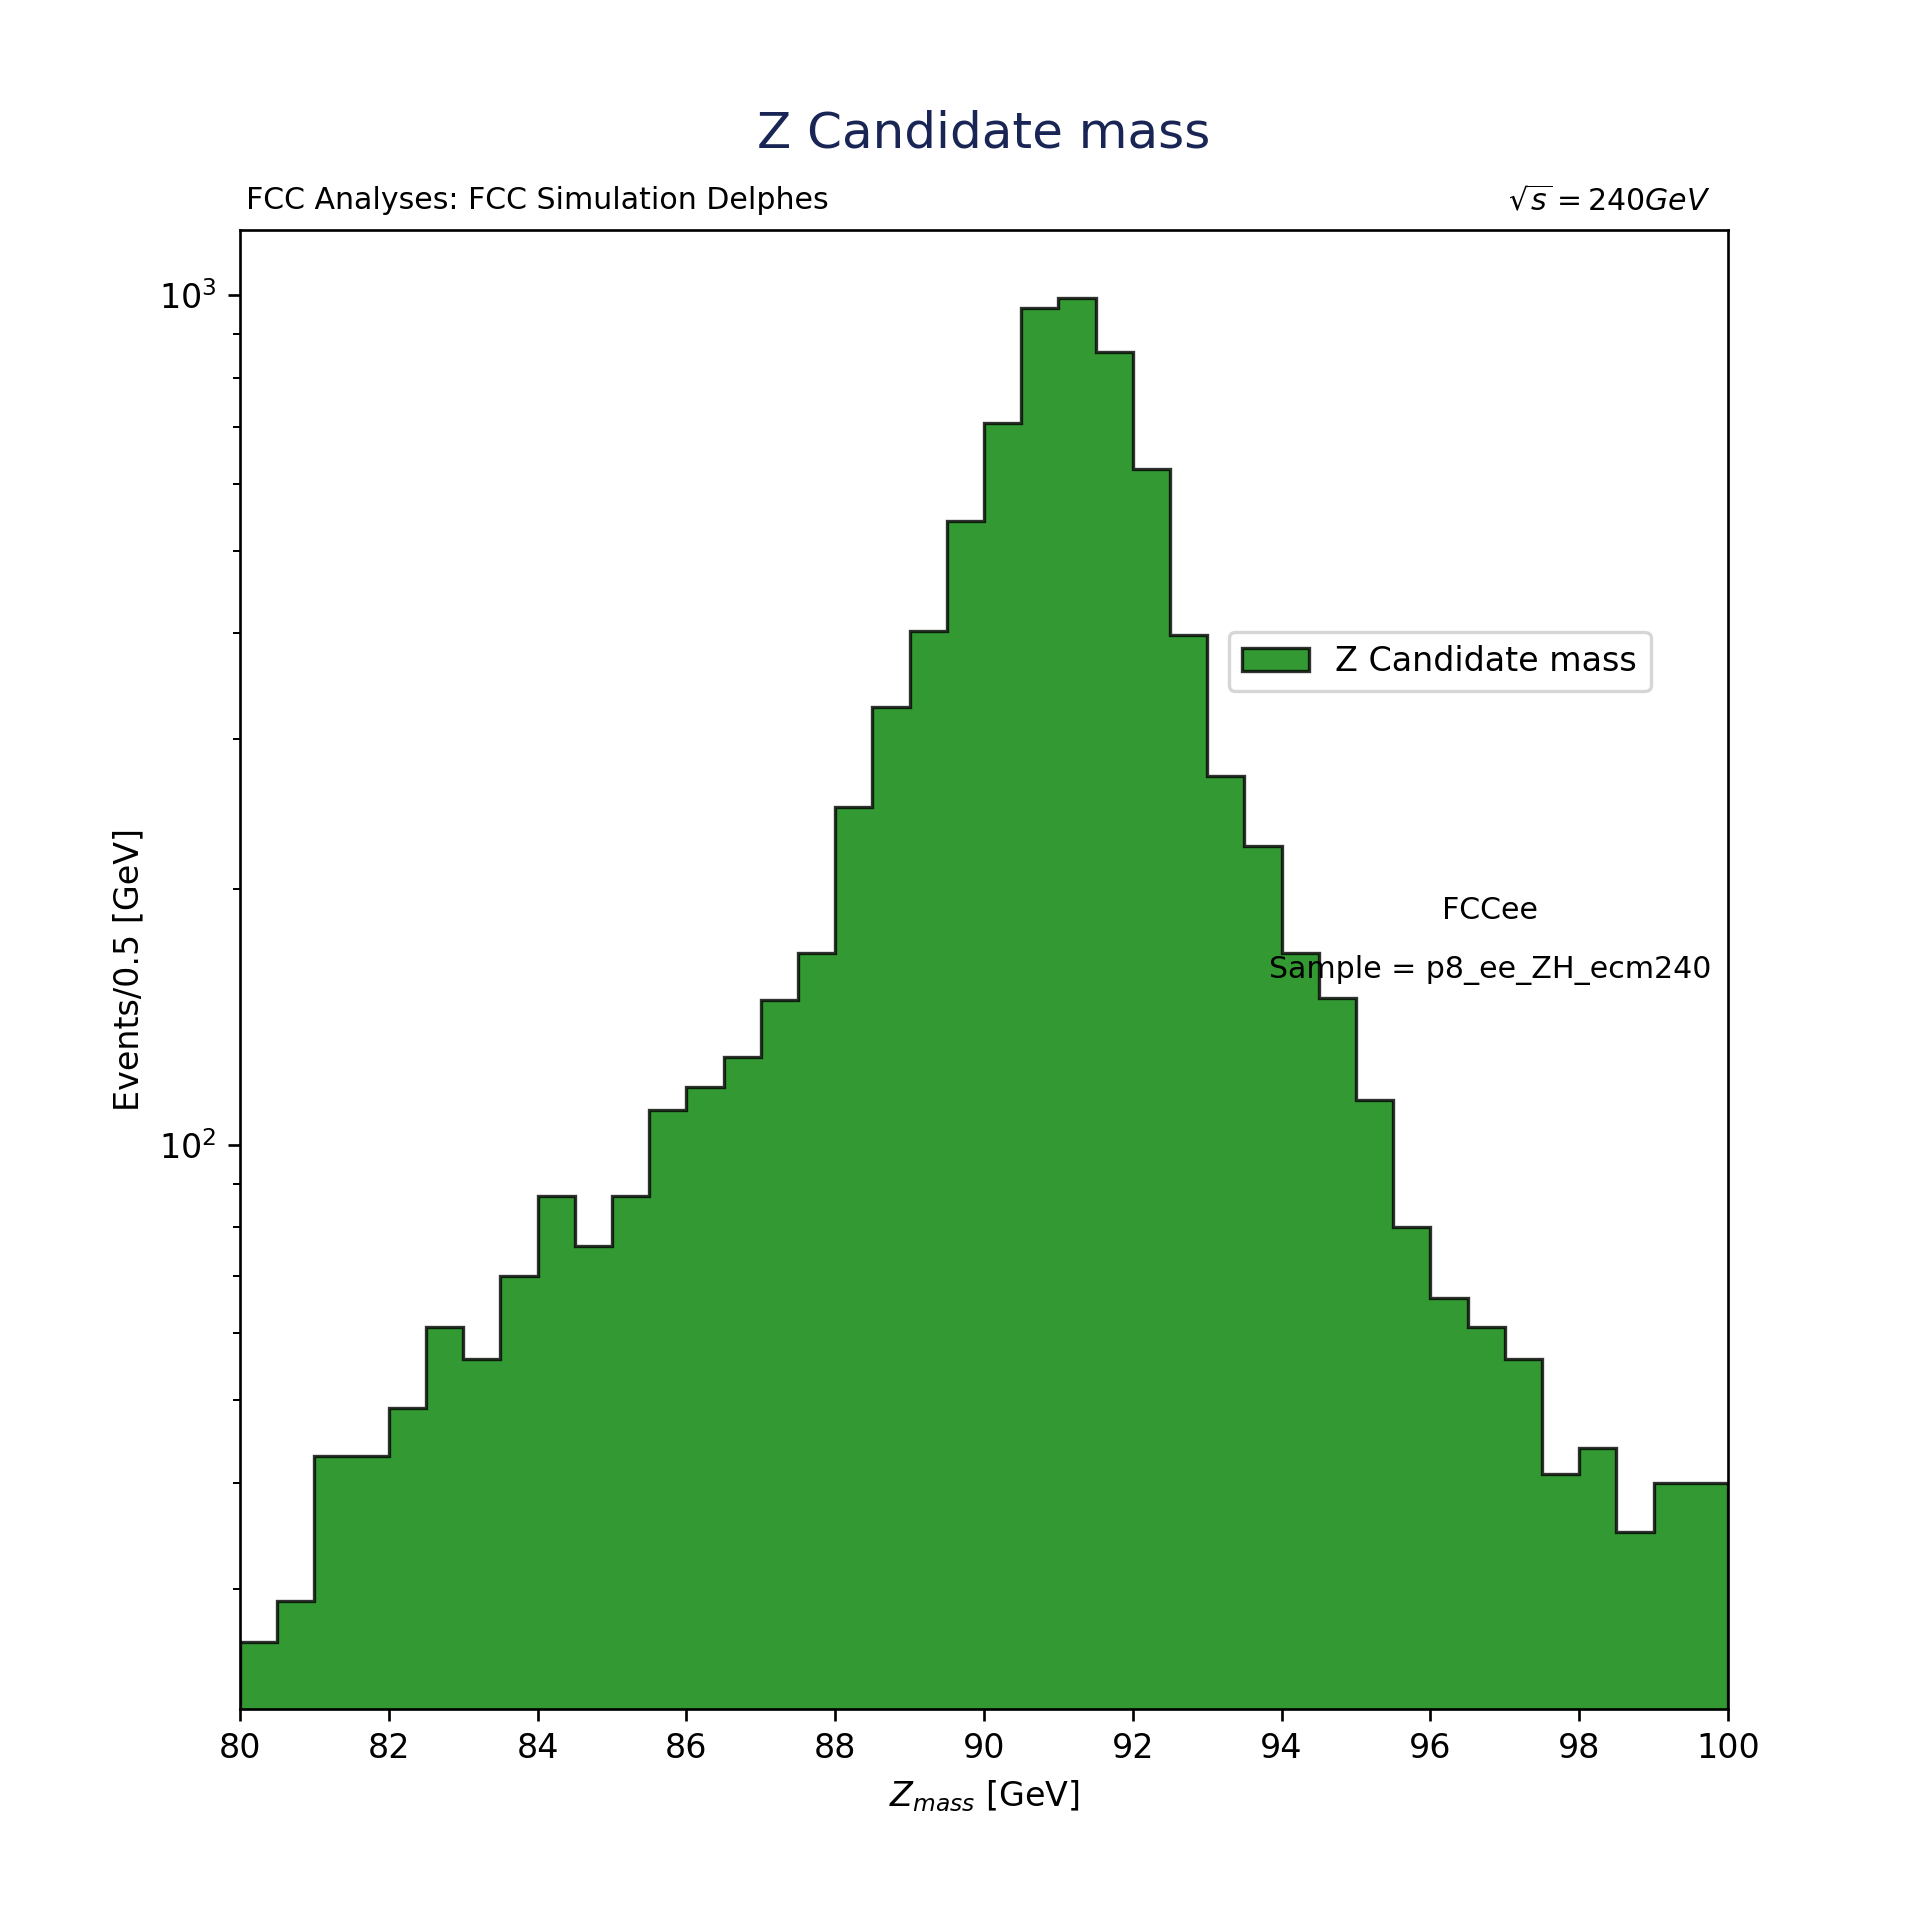 Z Candidate mass
FCC Analyses: FCC Simulation Delphes
√s = 240GeV
10³
Z Candidate mass
Events/0.5 [GeV]
FCCee
Sample = p8_ee_ZH_ecm240
10²
80 82 84 86 88 90 92 94 96 98 100
Z_mass [GeV]